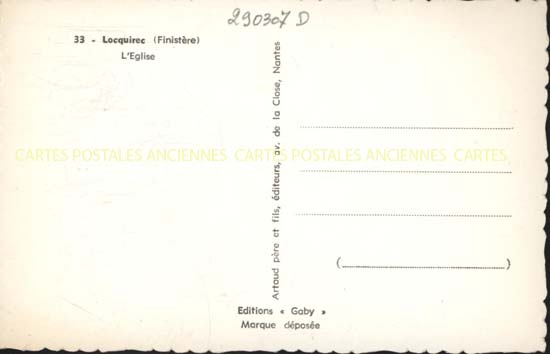 290307 D
33 - Locquirec (Finistère)
L'Eglise
Artaud père et fils, éditeurs, av. de la Close, Nantes
CARTES POSTALES ANCIENNES CARTES POSTALES ANCIENNES CARTES
(                    )
Editions « Gaby »
Marque déposée